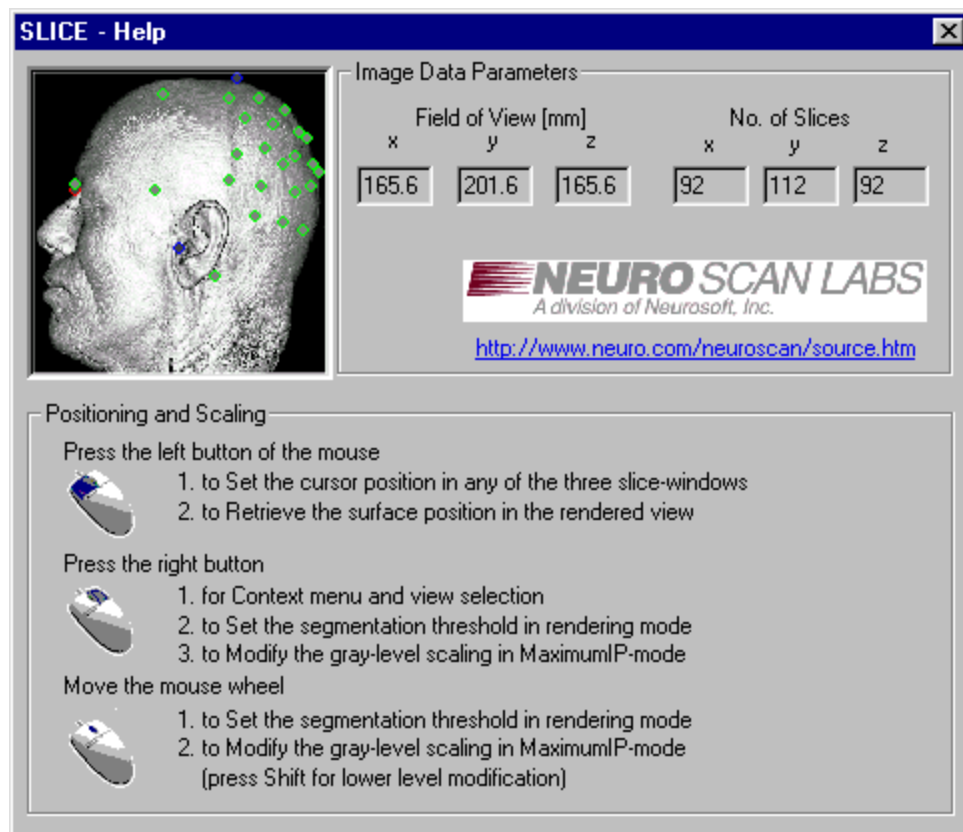 SLICE - Help
Image Data Parameters
Field of View [mm] No. of Slices
x y z x y z
165.6 201.6 165.6 92 112 92
NEURO SCAN LABS
A division of Neurosoft, Inc.
http://www.neuro.com/neuroscan/source.htm
Positioning and Scaling
Press the left button of the mouse
1. to Set the cursor position in any of the three slice-windows
2. to Retrieve the surface position in the rendered view
Press the right button
1. for Context menu and view selection
2. to Set the segmentation threshold in rendering mode
3. to Modify the gray-level scaling in MaximumIP-mode
Move the mouse wheel
1. to Set the segmentation threshold in rendering mode
2. to Modify the gray-level scaling in MaximumIP-mode
(press Shift for lower level modification)